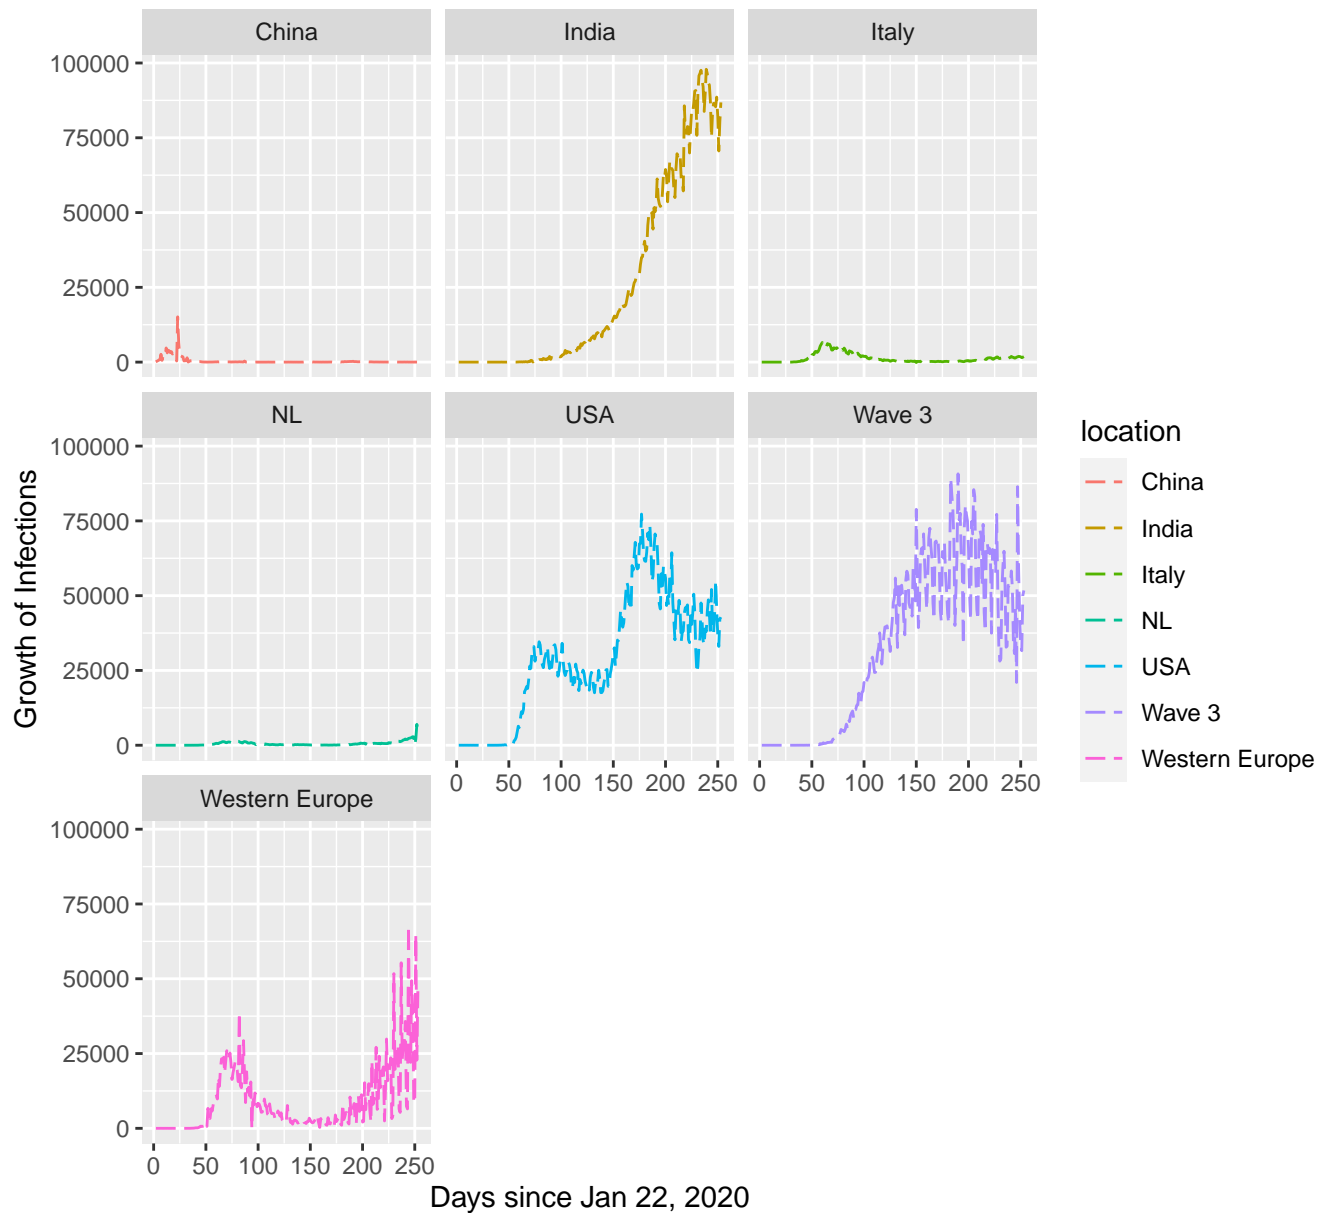 China India Italy
100000
75000
50000
25000
0
NL USA Wave 3
100000
75000
50000
25000
0
0 50 100 150 200 250 0 50 100 150 200 250
Western Europe
100000
75000
50000
25000
0
0 50 100 150 200 250
Days since Jan 22, 2020
Growth of Infections
location
China
India
Italy
NL
USA
Wave 3
Western Europe